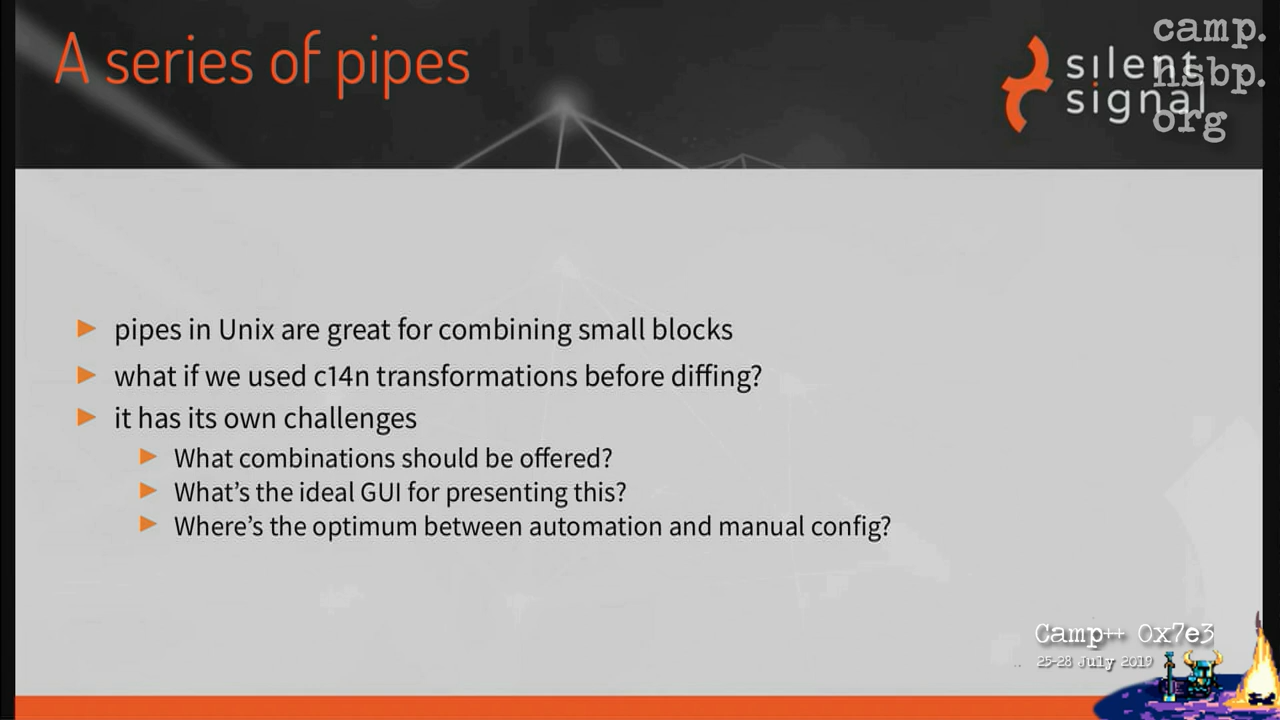 A series of pipes
silent
signal
camp.
hsbp.
org
pipes in Unix are great for combining small blocks
what if we used c14n transformations before diffing?
it has its own challenges
What combinations should be offered?
What's the ideal GUI for presenting this?
Where's the optimum between automation and manual config?
Camp++ 0x7e3
25-28 July 2019